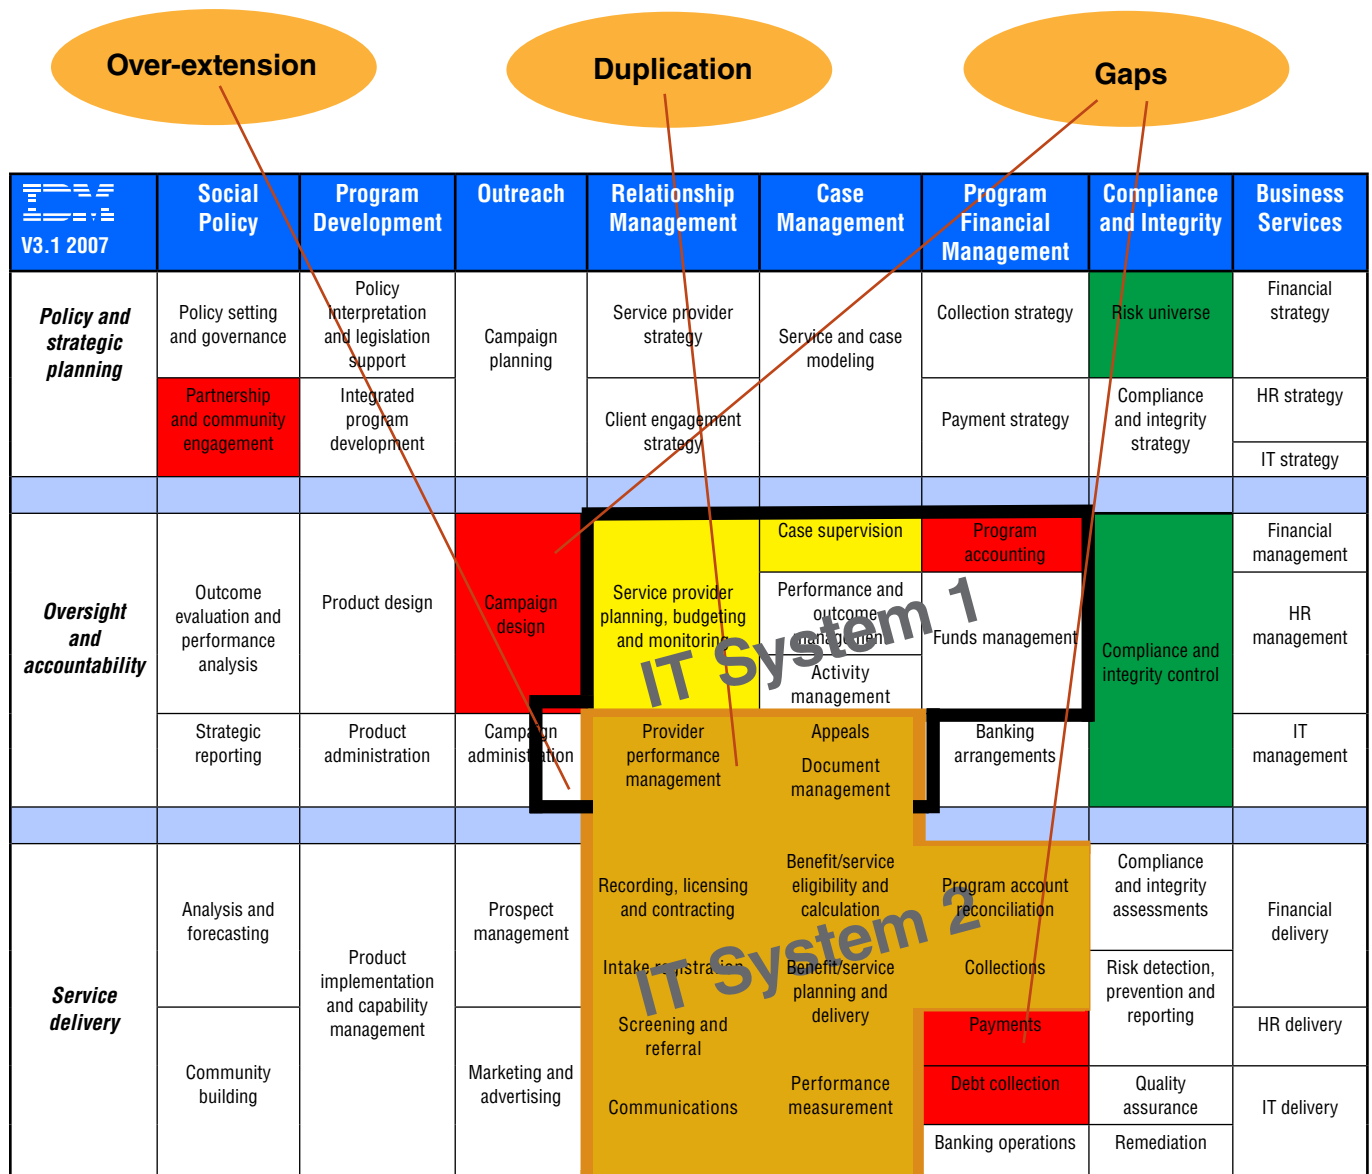 Over-extension
Duplication
Gaps
IBM
V3.1 2007
Social
Policy
Program
Development
Outreach
Relationship
Management
Case
Management
Program
Financial
Management
Compliance
and Integrity
Business
Services
Policy and
strategic
planning
Policy setting
and governance
Partnership
and community
engagement
Policy
interpretation
and legislation
support
Integrated
program
development
Campaign
planning
Service provider
strategy
Client engagement
strategy
Service and case
modeling
Collection strategy
Payment strategy
Risk universe
Compliance
and integrity
strategy
Financial
strategy
HR strategy
IT strategy
Oversight
and
accountability
Outcome
evaluation and
performance
analysis
Strategic
reporting
Product design
Product
administration
Campaign
design
Campaign
administration
Service provider
planning, budgeting
and monitoring
Provider
performance
management
Case supervision
Performance and
outcome
management
Activity
management
Appeals
Document
management
Program
accounting
Funds management
Banking
arrangements
Compliance and
integrity control
Financial
management
HR
management
IT
management
IT System 1
Service
delivery
Analysis and
forecasting
Community
building
Product
implementation
and capability
management
Prospect
management
Marketing and
advertising
Recording, licensing
and contracting
Intake registration
Screening and
referral
Communications
Benefit/service
eligibility and
calculation
Benefit/service
planning and
delivery
Performance
measurement
Program account
reconciliation
Collections
Payments
Debt collection
Banking operations
Compliance
and integrity
assessments
Risk detection,
prevention and
reporting
Quality
assurance
Remediation
Financial
delivery
HR delivery
IT delivery
IT System 2